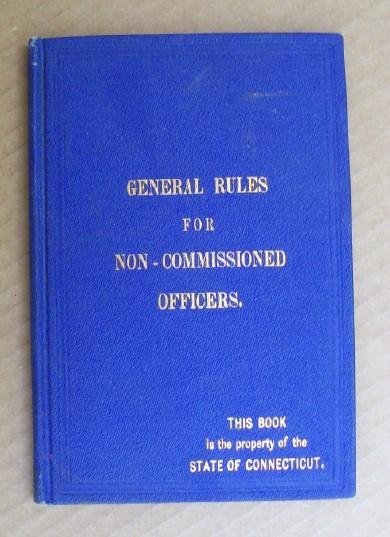 GENERAL RULES
FOR
NON-COMMISSIONED
OFFICERS.
THIS BOOK
is the property of the
STATE OF CONNECTICUT.